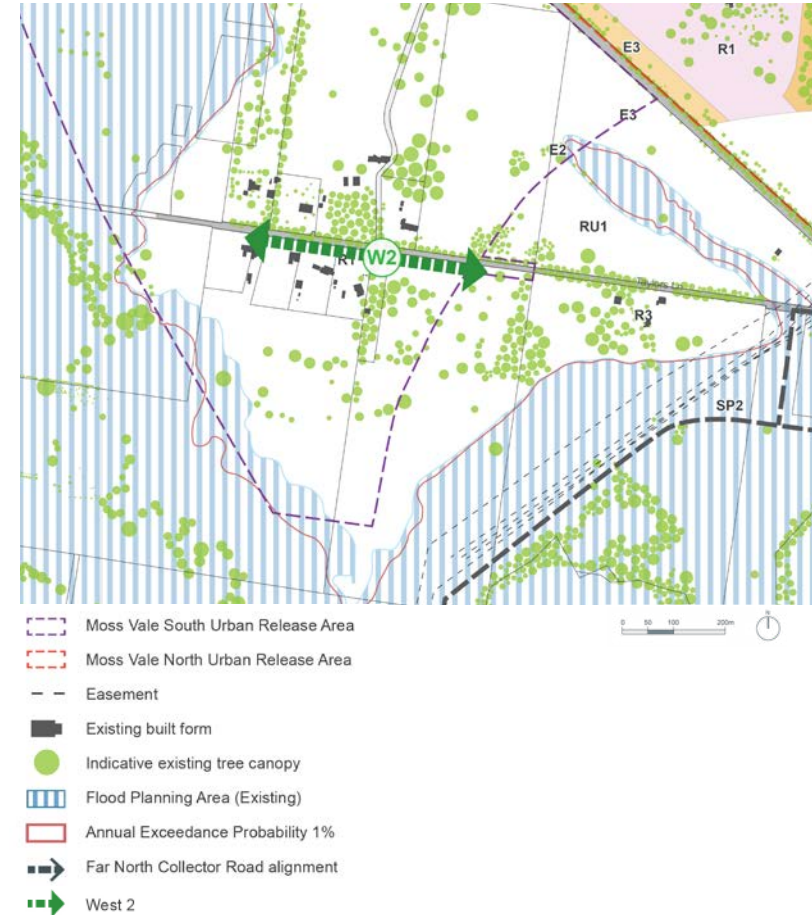 E3
R1
E3
E2
RU1
W2
R1
R3
SP2
Moss Vale South Urban Release Area
0 50 100 200m
N
Moss Vale North Urban Release Area
Easement
Existing built form
Indicative existing tree canopy
Flood Planning Area (Existing)
Annual Exceedance Probability 1%
Far North Collector Road alignment
West 2